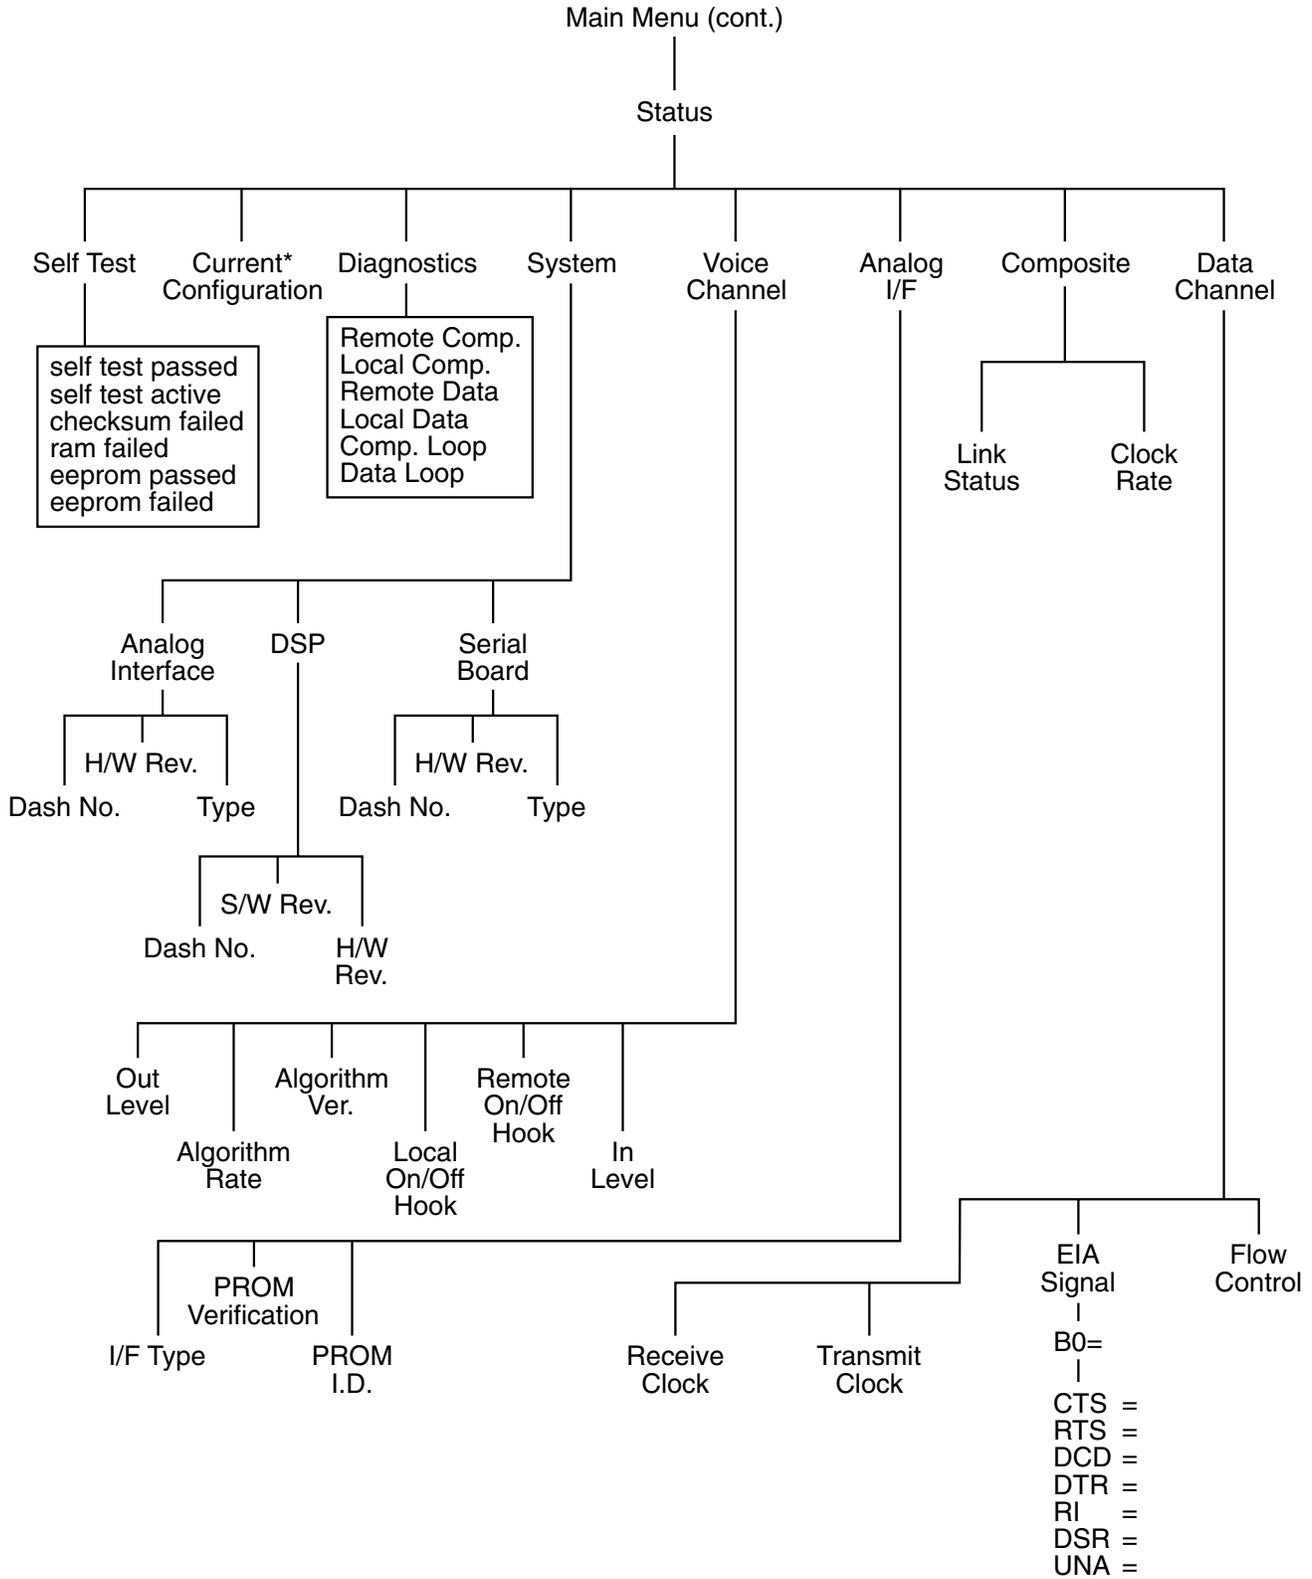 Main Menu (cont.)
Status
Self Test
Current*
Configuration
Diagnostics
System
Voice
Channel
Analog
I/F
Composite
Data
Channel
self test passed
self test active
checksum failed
ram failed
eeprom passed
eeprom failed
Remote Comp.
Local Comp.
Remote Data
Local Data
Comp. Loop
Data Loop
Link
Status
Clock
Rate
Analog
Interface
DSP
Serial
Board
H/W Rev.
Dash No.
Type
H/W Rev.
Dash No.
Type
S/W Rev.
Dash No.
H/W
Rev.
Out
Level
Algorithm
Rate
Algorithm
Ver.
Local
On/Off
Hook
Remote
On/Off
Hook
In
Level
I/F Type
PROM
Verification
PROM
I.D.
Receive
Clock
Transmit
Clock
EIA
Signal
B0=
CTS =
RTS =
DCD =
DTR =
RI =
DSR =
UNA =
Flow
Control